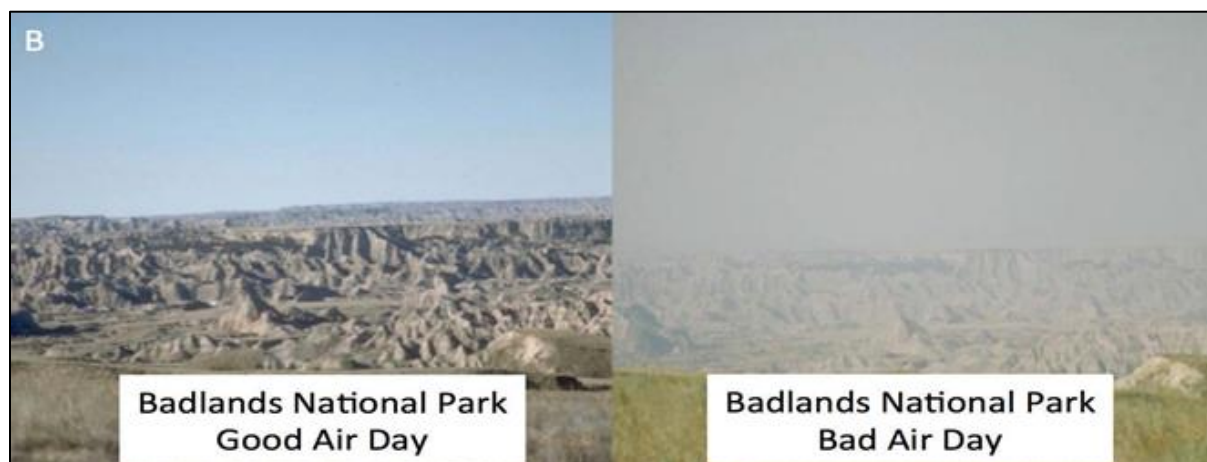 B
Badlands National Park
Good Air Day
Badlands National Park
Bad Air Day